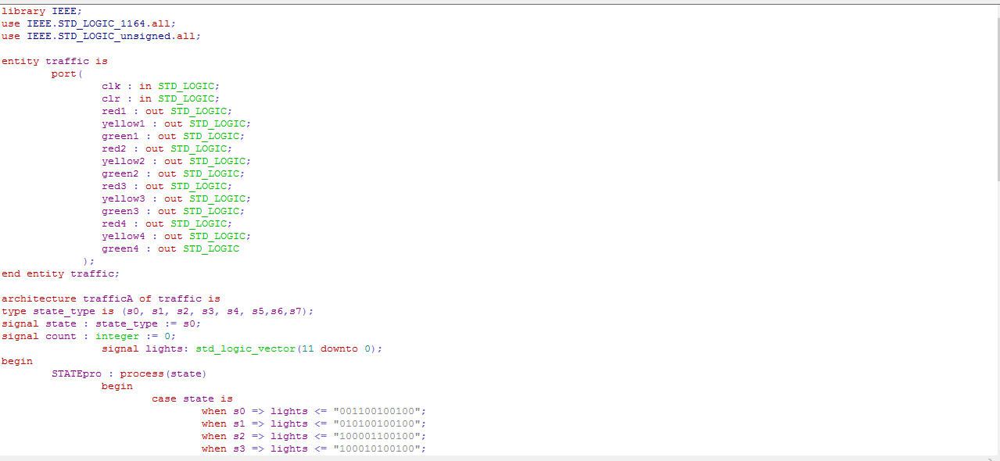 library IEEE;
use IEEE.STD_LOGIC_1164.all;
use IEEE.STD_LOGIC_unsigned.all;
entity traffic is
port(
clk : in STD_LOGIC;
clr : in STD_LOGIC;
red1 : out STD_LOGIC;
yellow1 : out STD_LOGIC;
green1 : out STD_LOGIC;
red2 : out STD_LOGIC;
yellow2 : out STD_LOGIC;
green2 : out STD_LOGIC;
red3 : out STD_LOGIC;
yellow3 : out STD_LOGIC;
green3 : out STD_LOGIC;
red4 : out STD_LOGIC;
yellow4 : out STD_LOGIC;
green4 : out STD_LOGIC
);
end entity traffic;
architecture trafficA of traffic is
type state_type is (s0, s1, s2, s3, s4, s5,s6,s7);
signal state : state_type := s0;
signal count : integer := 0;
signal lights: std_logic_vector(11 downto 0);
begin
STATEpro : process(state)
begin
case state is
when s0 => lights <= "001100100100";
when s1 => lights <= "010100100100";
when s2 => lights <= "100001100100";
when s3 => lights <= "100010100100";